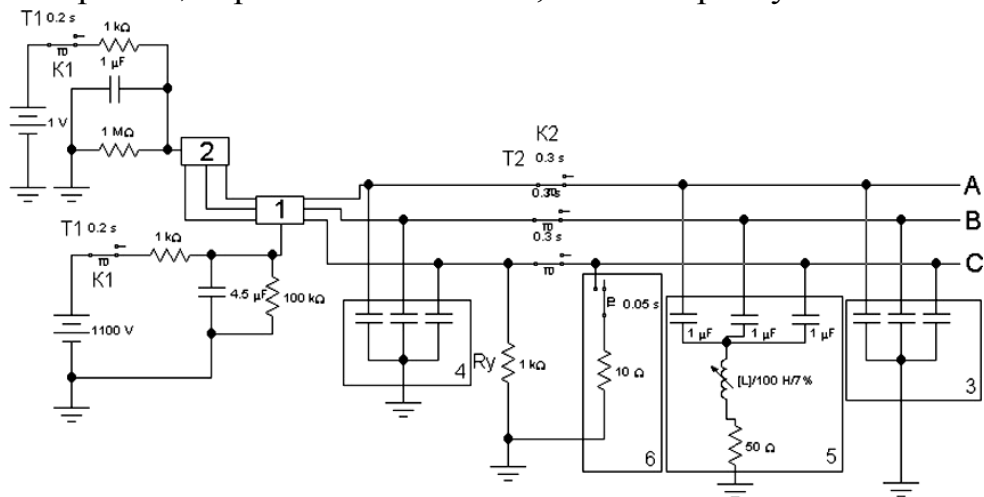 T1 0.2 s
1 kΩ
K1
1 μF
1 V
1 MΩ
2
1
T1 0.2 s
1 kΩ
K1
4.5 μF
100 kΩ
1100 V
K2
T2 0.3 s
0.3 s
0.3 s
A
B
C
4
Ry
1 kΩ
0.05 s
10 Ω
6
1 μF
1 μF
1 μF
[L]/100 H/7%
50 Ω
5
3